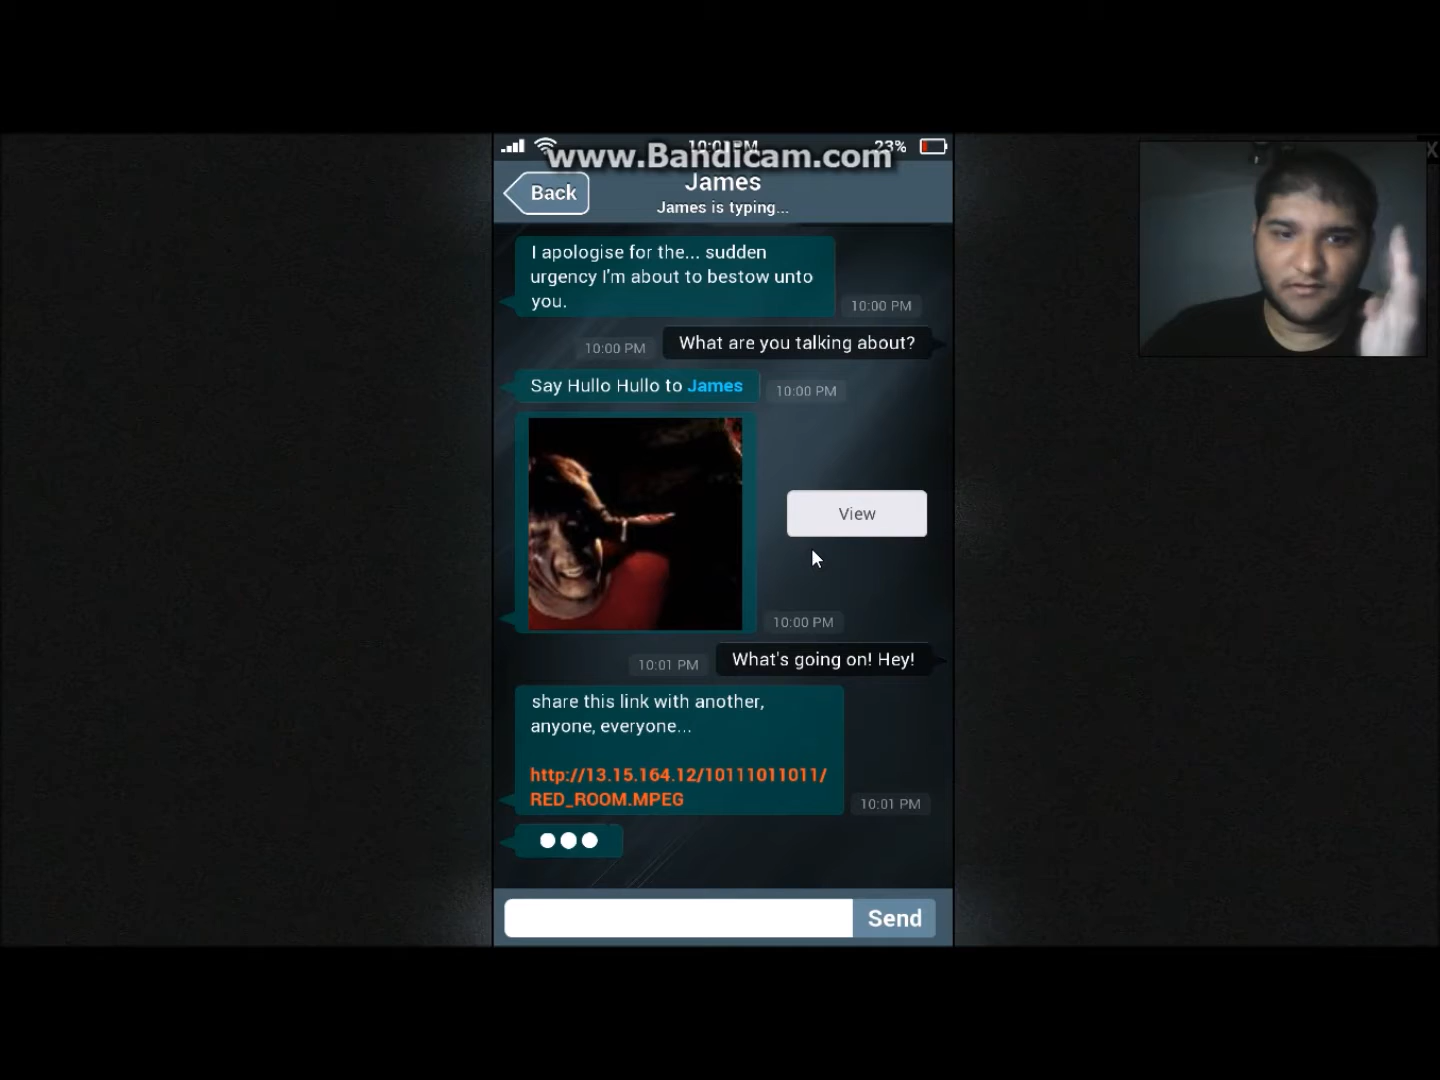 10:01 PM
23%
www.Bandicam.com
Back
James
James is typing...
I apologise for the... sudden
urgency I'm about to bestow unto
you.
10:00 PM
What are you talking about?
10:00 PM
Say Hullo Hullo to James
10:00 PM
View
10:00 PM
What's going on! Hey!
10:01 PM
share this link with another,
anyone, everyone...
http://13.15.164.12/10111011011/
RED_ROOM.MPEG
10:01 PM
Send
X